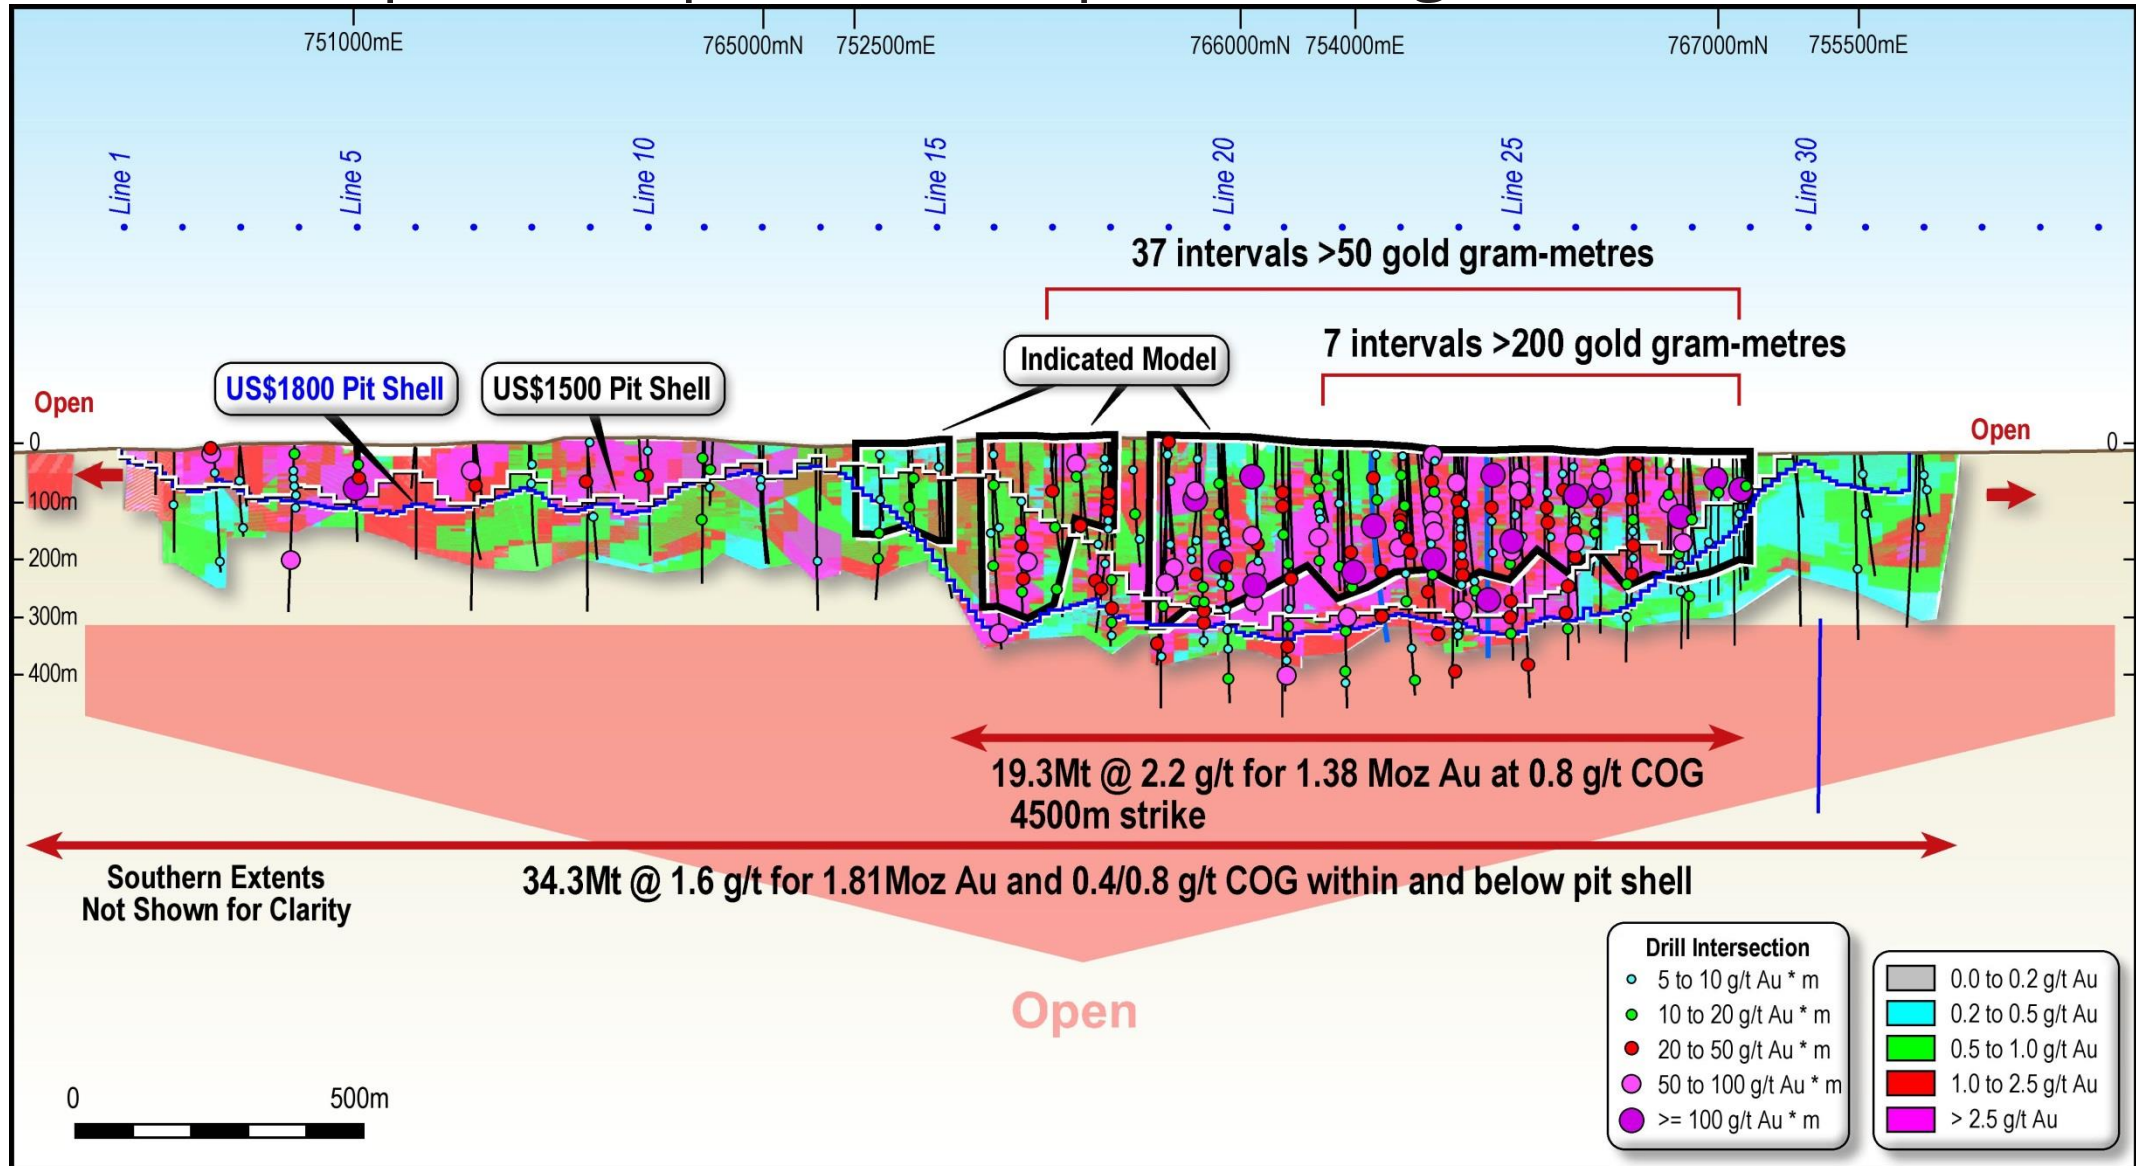 751000mE
765000mN
752500mE
766000mN
754000mE
767000mN
755500mE
Line 1
Line 5
Line 10
Line 15
Line 20
Line 25
Line 30
37 intervals >50 gold gram-metres
7 intervals >200 gold gram-metres
Indicated Model
US$1800 Pit Shell
US$1500 Pit Shell
Open
Open
0
0
100m
200m
300m
400m
19.3Mt @ 2.2 g/t for 1.38 Moz Au at 0.8 g/t COG
4500m strike
34.3Mt @ 1.6 g/t for 1.81Moz Au and 0.4/0.8 g/t COG within and below pit shell
Southern Extents
Not Shown for Clarity
Open
0
500m
Drill Intersection
5 to 10 g/t Au * m
10 to 20 g/t Au * m
20 to 50 g/t Au * m
50 to 100 g/t Au * m
>= 100 g/t Au * m
0.0 to 0.2 g/t Au
0.2 to 0.5 g/t Au
0.5 to 1.0 g/t Au
1.0 to 2.5 g/t Au
> 2.5 g/t Au